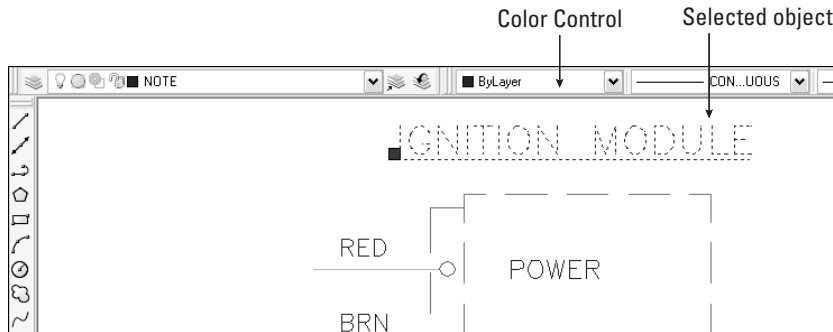 Color Control Selected object
NOTE ByLayer CON...UOUS
IGNITION MODULE
RED
POWER
BRN